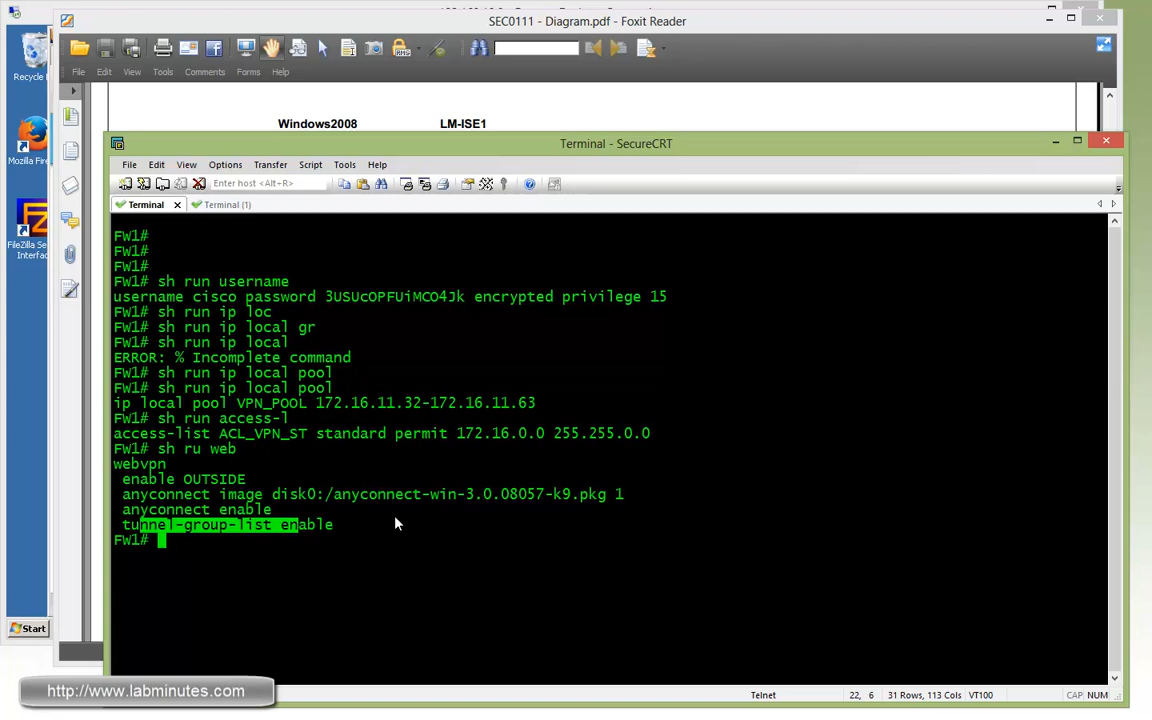 SEC0111 - Diagram.pdf - Foxit Reader
File Edit View Tools Comments Forms Help
Recycle
Mozilla Fire
FileZilla Se
Interfac
Windows2008 LM-ISE1
Terminal - SecureCRT
File Edit View Options Transfer Script Tools Help
Enter host <Alt+R>
Terminal Terminal (1)
FW1#
FW1#
FW1#
FW1# sh run username
username cisco password 3USUcOPFUiMCO4Jk encrypted privilege 15
FW1# sh run ip loc
FW1# sh run ip local gr
FW1# sh run ip local
ERROR: % Incomplete command
FW1# sh run ip local pool
FW1# sh run ip local pool
ip local pool VPN_POOL 172.16.11.32-172.16.11.63
FW1# sh run access-l
access-list ACL_VPN_ST standard permit 172.16.0.0 255.255.0.0
FW1# sh ru web
webvpn
enable OUTSIDE
anyconnect image disk0:/anyconnect-win-3.0.08057-k9.pkg 1
anyconnect enable
tunnel-group-list enable
FW1#
Start
http://www.labminutes.com
Telnet 22, 6 31 Rows, 113 Cols VT100 CAP NUM